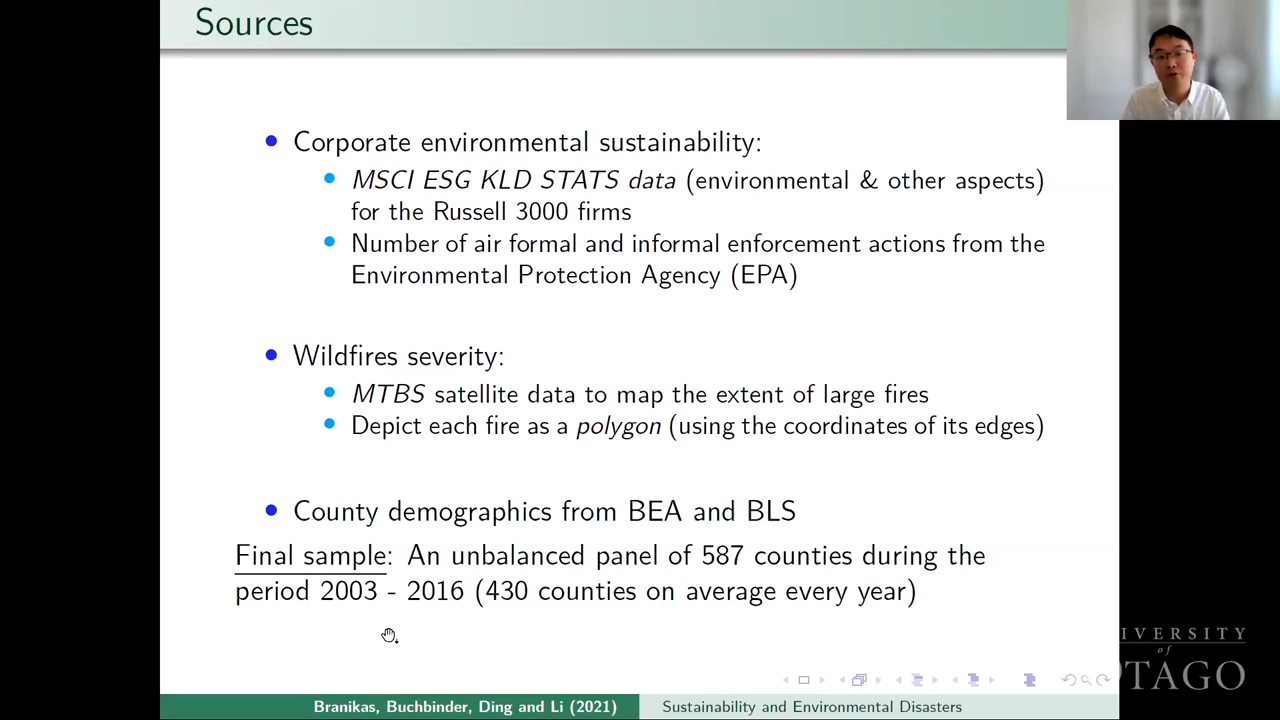 Sources
Corporate environmental sustainability:
MSCI ESG KLD STATS data (environmental & other aspects)
for the Russell 3000 firms
Number of air formal and informal enforcement actions from the
Environmental Protection Agency (EPA)
Wildfires severity:
MTBS satellite data to map the extent of large fires
Depict each fire as a polygon (using the coordinates of its edges)
County demographics from BEA and BLS
Final sample: An unbalanced panel of 587 counties during the
period 2003 - 2016 (430 counties on average every year)
IVERSITY
of
TAGO
Branikas, Buchbinder, Ding and Li (2021)
Sustainability and Environmental Disasters